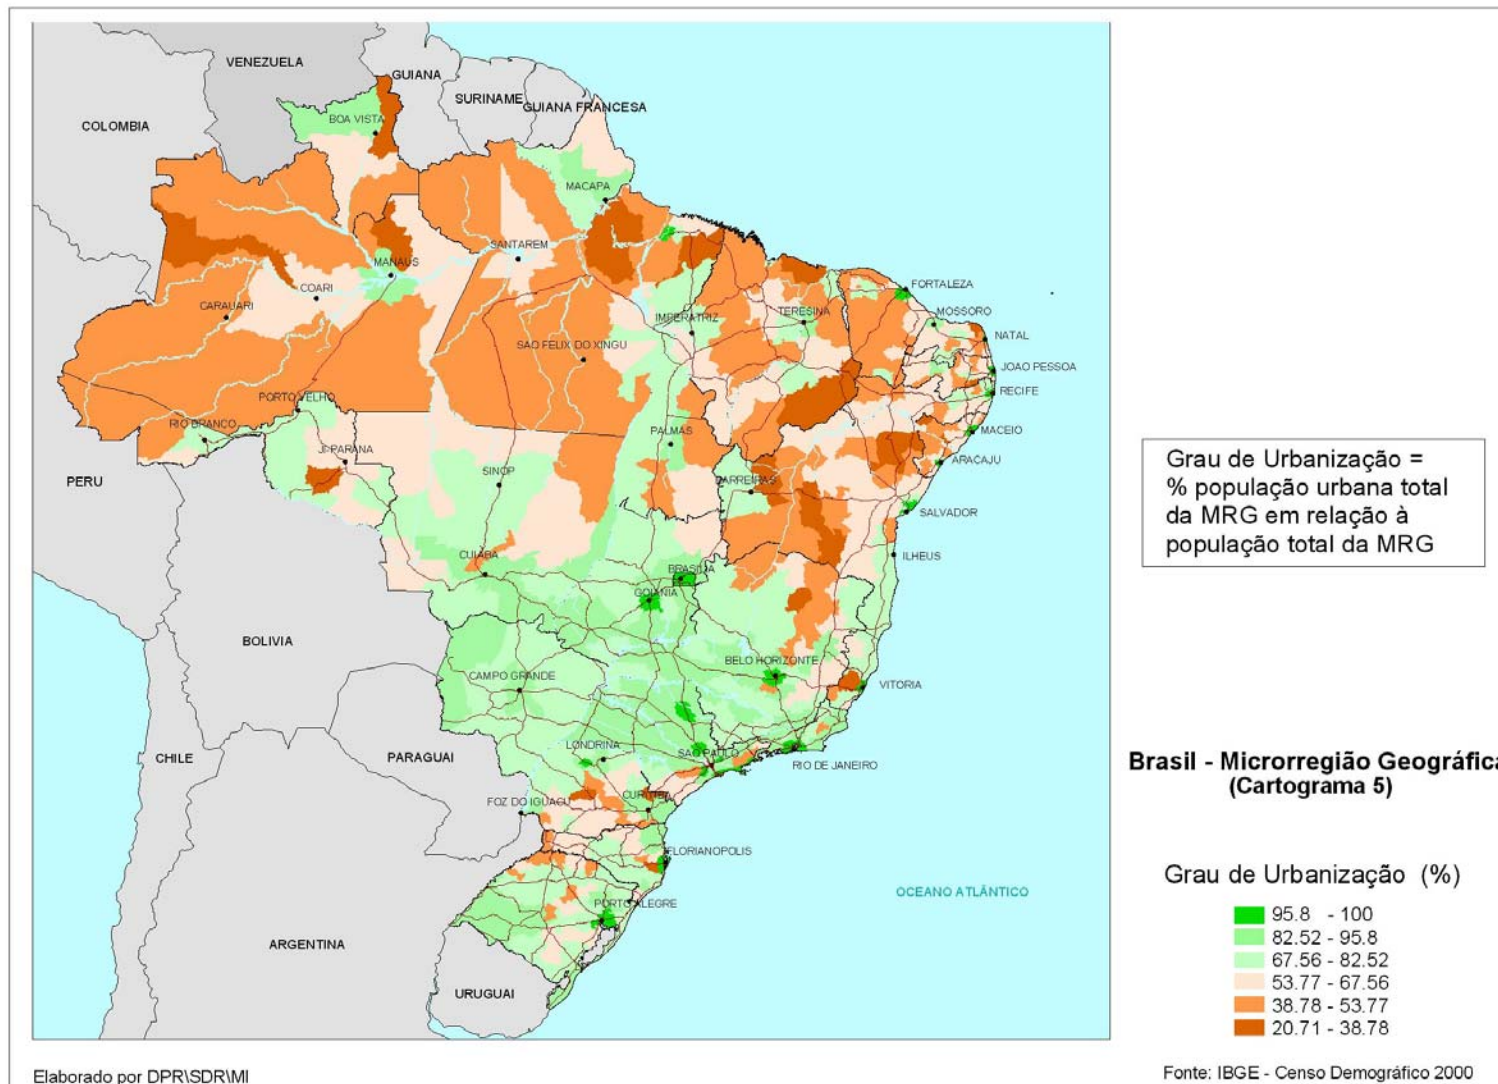 VENEZUELA
GUIANA
SURINAME
GUIANA FRANCESA
COLOMBIA
BOA VISTA
MACAPA
SANTAREM
MANAUS
COARI
CARAUARI
FORTALEZA
MOSSORO
TERESINA
IMPERATRIZ
NATAL
SAO FELIX DO XINGU
JOAO PESSOA
RECIFE
PORTO VELHO
RIO BRANCO
MACEIO
PALMAS
JI-PARANA
ARACAJU
PERU
SINOP
BARREIRAS
SALVADOR
CUIABA
ILHEUS
BRASILIA
GOIANIA
BOLIVIA
BELO HORIZONTE
CAMPO GRANDE
VITORIA
LONDRINA
SAO PAULO
PARAGUAI
CHILE
RIO DE JANEIRO
FOZ DO IGUACU
CURITIBA
FLORIANOPOLIS
OCEANO ATLÂNTICO
PORTO ALEGRE
ARGENTINA
URUGUAI
Grau de Urbanização =
% população urbana total
da MRG em relação à
população total da MRG
Brasil - Microrregião Geográfica
(Cartograma 5)
Grau de Urbanização (%)
95.8 - 100
82.52 - 95.8
67.56 - 82.52
53.77 - 67.56
38.78 - 53.77
20.71 - 38.78
Elaborado por DPR\SDR\MI
Fonte: IBGE - Censo Demográfico 2000